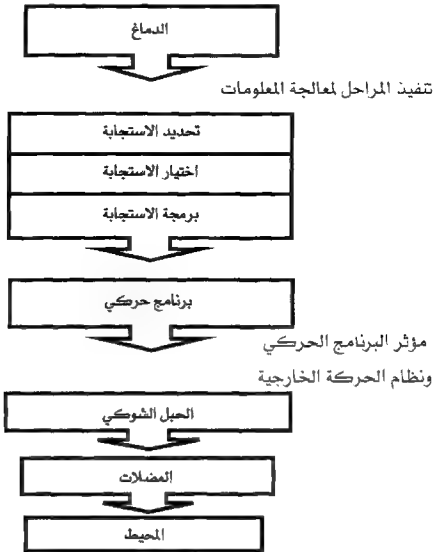 الدماغ
تنفيذ المراحل لمعالجة المعلومات
تحديد الاستجابة
اختيار الاستجابة
برمجة الاستجابة
برنامج حركي
مؤثر البرنامج الحركي
ونظام الحركة الخارجية
الحبل الشوكي
العضلات
المحيط